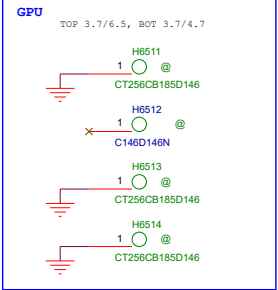 GPU
TOP 3.7/6.5, BOT 3.7/4.7
H6511
1 @
CT256CB185D146
H6512
1 @
C146D146N
H6513
1 @
CT256CB185D146
H6514
1 @
CT256CB185D146